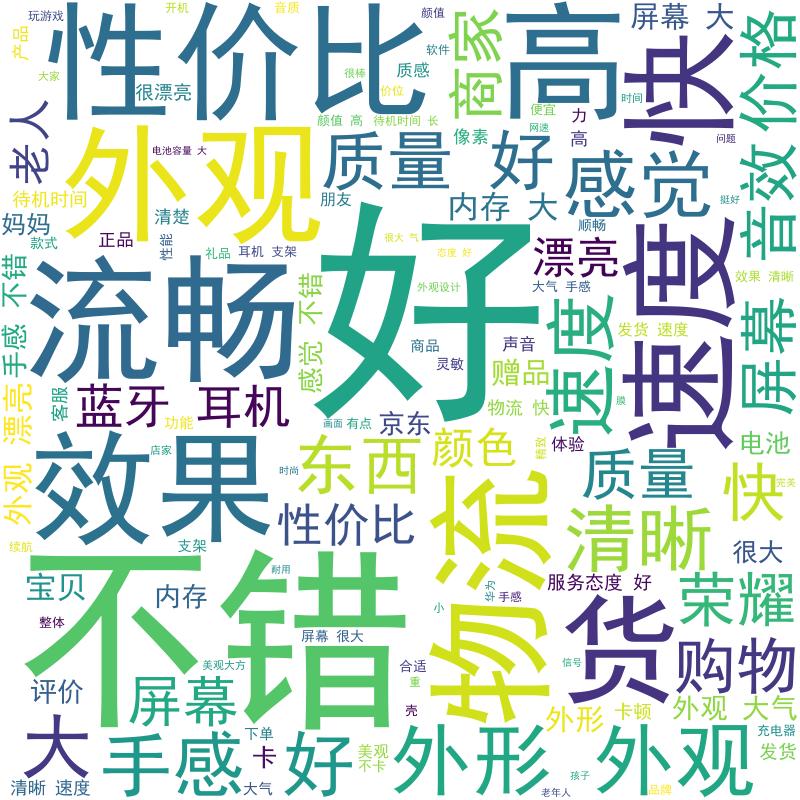 玩游戏
开机
音质
颜值
性价比
高
商家
屏幕 大
产品
大家
很漂亮
很棒
软件
质感
价位
快
价格
老人
外观
颜值 高
待机时间 长
便宜
力
时间
网速
高
像素
问题
电池容量 大
质量
好
感觉
音效
待机时间
妈妈
清楚
朋友
内存 大
顺畅
挺好
款式
正品
性能
礼品
耳机 支架
很大 气
态度 好
漂亮
速度
手感 不错
流畅
好
外观设计
大气 手感
效果 清晰
感觉 不错
商品
声音
灵敏
赠品
速度
发货 速度
屏幕
外观 漂亮
客服
蓝牙 耳机
功能
画面
有点
京东
物流 快
膜
效果
店家
时尚
东西
颜色
精致
体验
质量
电池
快
完美
续航
支架
性价比
物流
清晰
很大
不错
耐用
宝贝
内存
整体
屏幕 很大
小
华为
手感
服务态度 好
货
荣耀
购物
美观大方
合适
重
信号
评价
屏幕
壳
外形
卡顿
外观 大气
大
手感
下单
卡
好
美观
不卡
外形
外观
充电器
发货
清晰 速度
大气
孩子
老年人
品牌